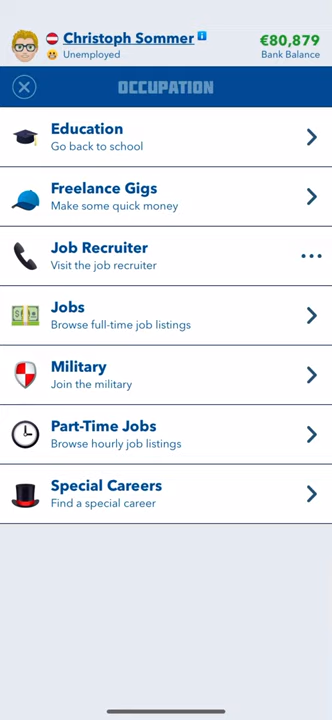 Christoph Sommer
€80,879
Unemployed
Bank Balance
OCCUPATION
Education
Go back to school
Freelance Gigs
Make some quick money
Job Recruiter
Visit the job recruiter
Jobs
Browse full-time job listings
Military
Join the military
Part-Time Jobs
Browse hourly job listings
Special Careers
Find a special career